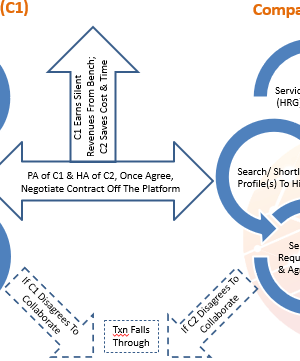 (C1)
Compa
C1 Earns Silent
Revenues From Bench;
C2 Saves Cost & Time
Servic
(HRG)
PA of C1 & HA of C2, Once Agree,
Negotiate Contract Off The Platform
Search/ Shortl
Profile(s) To Hi
Se
Requ
& Ag
If C1 Disagrees To
Collaborate
Txn Falls
Through
If C2 Disagrees To
Collaborate